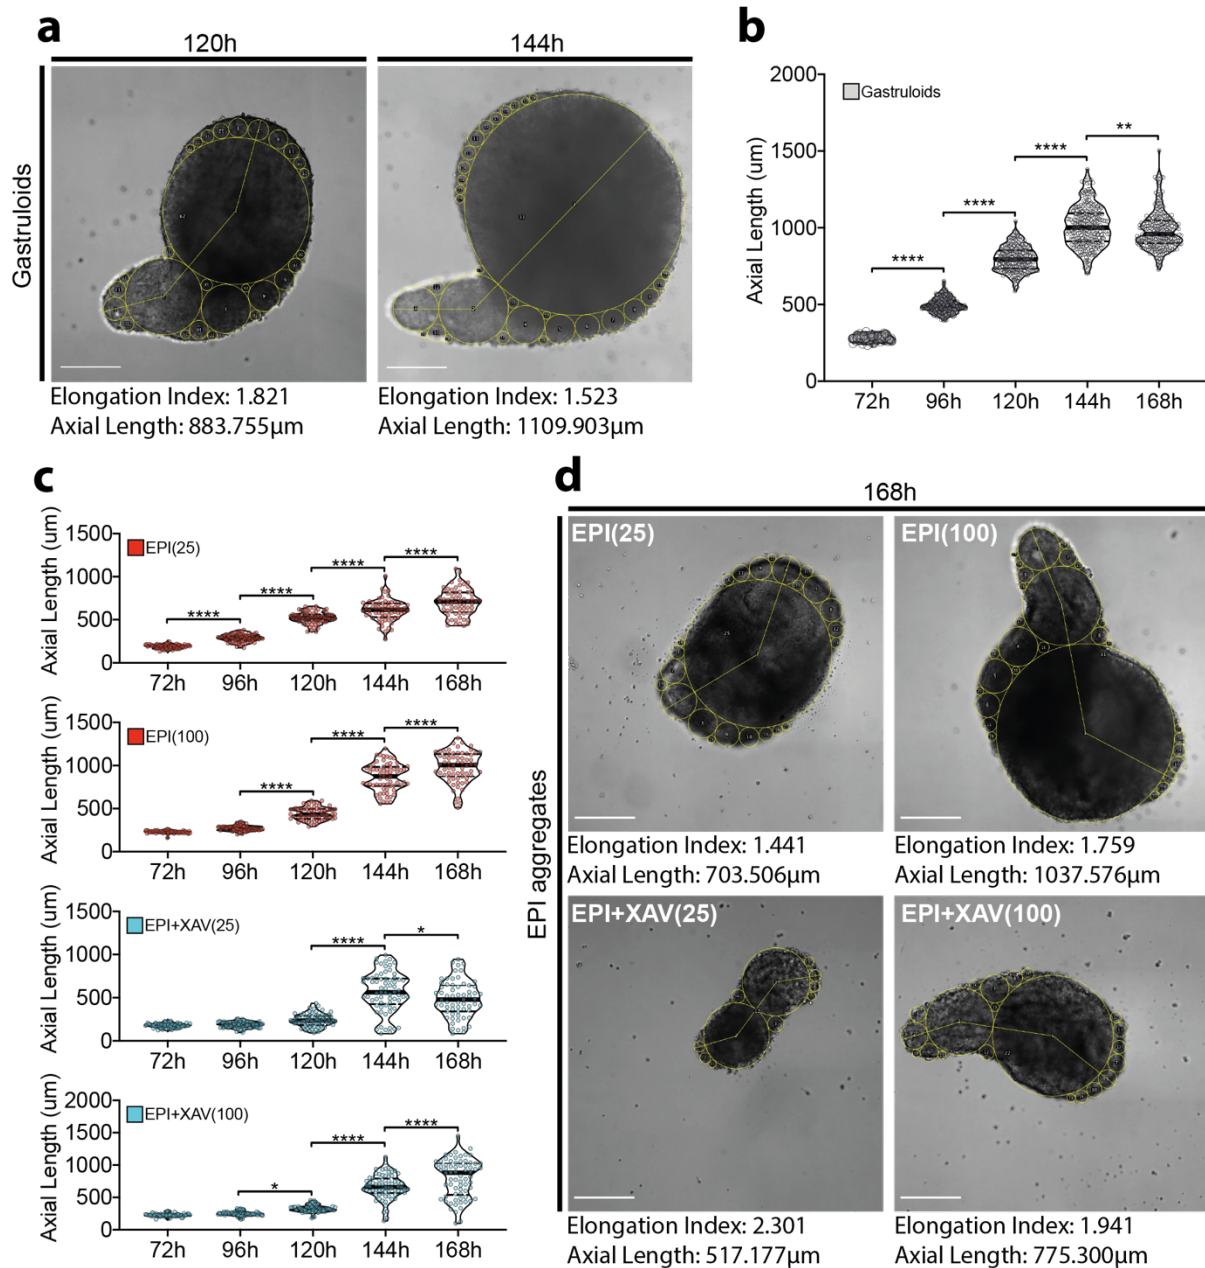 a
120h
144h
Gastruloids
Elongation Index: 1.821
Axial Length: 883.755µm
Elongation Index: 1.523
Axial Length: 1109.903µm
b
Axial Length (um)
2000
1500
1000
500
0
Gastruloids
****
****
****
**
72h
96h
120h
144h
168h
c
Axial Length (um)
1500
1000
500
0
EPI(25)
****
****
****
****
72h
96h
120h
144h
168h
Axial Length (um)
1500
1000
500
0
EPI(100)
****
****
****
72h
96h
120h
144h
168h
Axial Length (um)
1500
1000
500
0
EPI+XAV(25)
****
*
72h
96h
120h
144h
168h
Axial Length (um)
2000
1500
1000
500
0
EPI+XAV(100)
*
****
****
72h
96h
120h
144h
168h
d
168h
EPI aggregates
EPI(25)
Elongation Index: 1.441
Axial Length: 703.506µm
EPI(100)
Elongation Index: 1.759
Axial Length: 1037.576µm
EPI+XAV(25)
Elongation Index: 2.301
Axial Length: 517.177µm
EPI+XAV(100)
Elongation Index: 1.941
Axial Length: 775.300µm